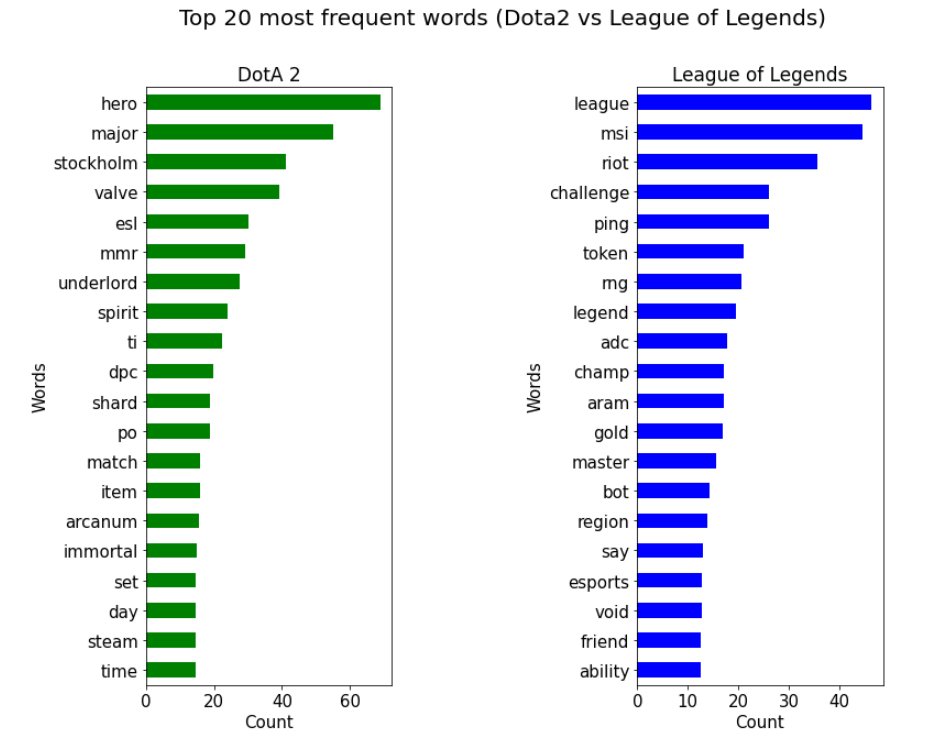 Top 20 most frequent words (Dota2 vs League of Legends)
DotA 2
hero
major
stockholm
valve
esl
mmr
underlord
spirit
ti
dpc
shard
po
match
item
arcanum
immortal
set
day
steam
time
Words
0 20 40 60
Count
League of Legends
league
msi
riot
challenge
ping
token
rng
legend
adc
champ
aram
gold
master
bot
region
say
esports
void
friend
ability
Words
0 10 20 30 40
Count